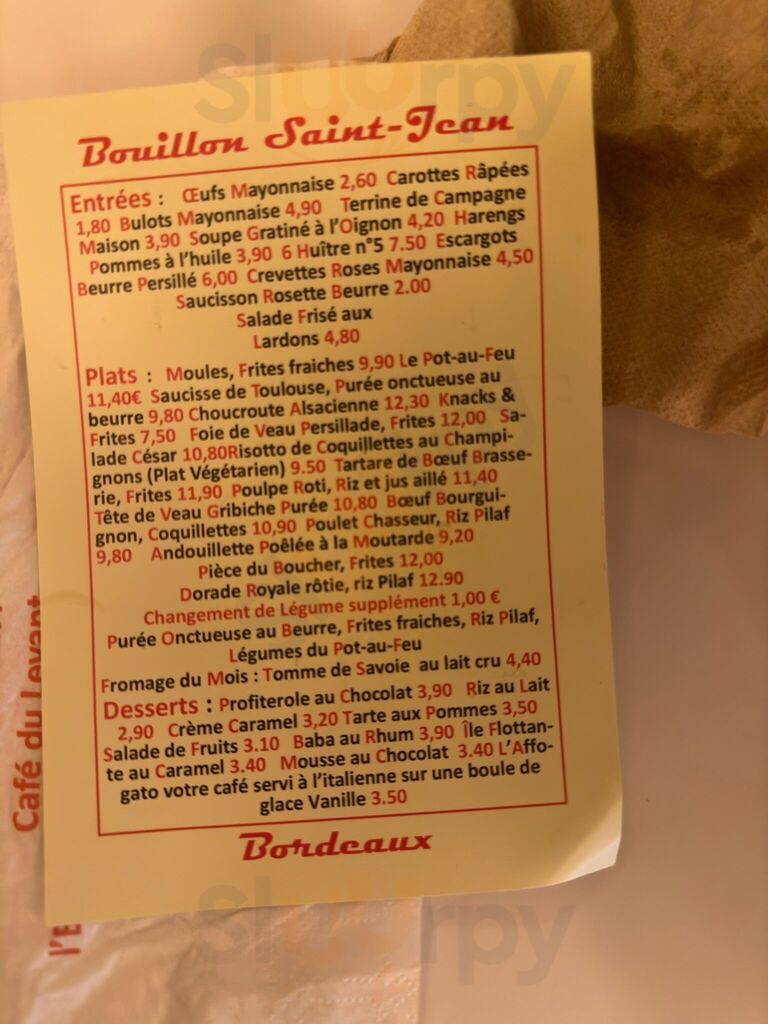 Slurpy
Bouillon Saint-Jean
Entrées : Œufs Mayonnaise 2,60 Carottes Râpées
1,80 Bulots Mayonnaise 4,90 Terrine de Campagne
Maison 3,90 Soupe Gratiné à l'Oignon 4,20 Harengs
Pommes à l'huile 3,90 6 Huître n°5 7.50 Escargots
Beurre Persillé 6,00 Crevettes Roses Mayonnaise 4,50
Saucisson Rosette Beurre 2.00
Salade Frisé aux
Lardons 4,80
Plats : Moules, Frites fraiches 9,90 Le Pot-au-Feu
11,40€ Saucisse de Toulouse, Purée onctueuse au
beurre 9,80 Choucroute Alsacienne 12,30 Knacks &
Frites 7,50 Foie de Veau Persillade, Frites 12,00 Sa-
lade César 10,80Risotto de Coquillettes au Champi-
gnons (Plat Végétarien) 9.50 Tartare de Bœuf Brasse-
rie, Frites 11,90 Poulpe Roti, Riz et jus aillé 11,40
Tête de Veau Gribiche Purée 10,80 Bœuf Bourgui-
gnon, Coquillettes 10,90 Poulet Chasseur, Riz Pilaf
9,80 Andouillette Poêlée à la Moutarde 9,20
Pièce du Boucher, Frites 12,00
Dorade Royale rôtie, riz Pilaf 12.90
Changement de Légume supplément 1,00 €
Purée Onctueuse au Beurre, Frites fraiches, Riz Pilaf,
Légumes du Pot-au-Feu
Fromage du Mois : Tomme de Savoie au lait cru 4,40
Desserts : Profiterole au Chocolat 3,90 Riz au Lait
2,90 Crème Caramel 3,20 Tarte aux Pommes 3,50
Salade de Fruits 3.10 Baba au Rhum 3,90 Île Flottan-
te au Caramel 3.40 Mousse au Chocolat 3.40 L'Affo-
gato votre café servi à l'italienne sur une boule de
glace Vanille 3.50
Bordeaux
Café du Levant
l'E
Slurpy